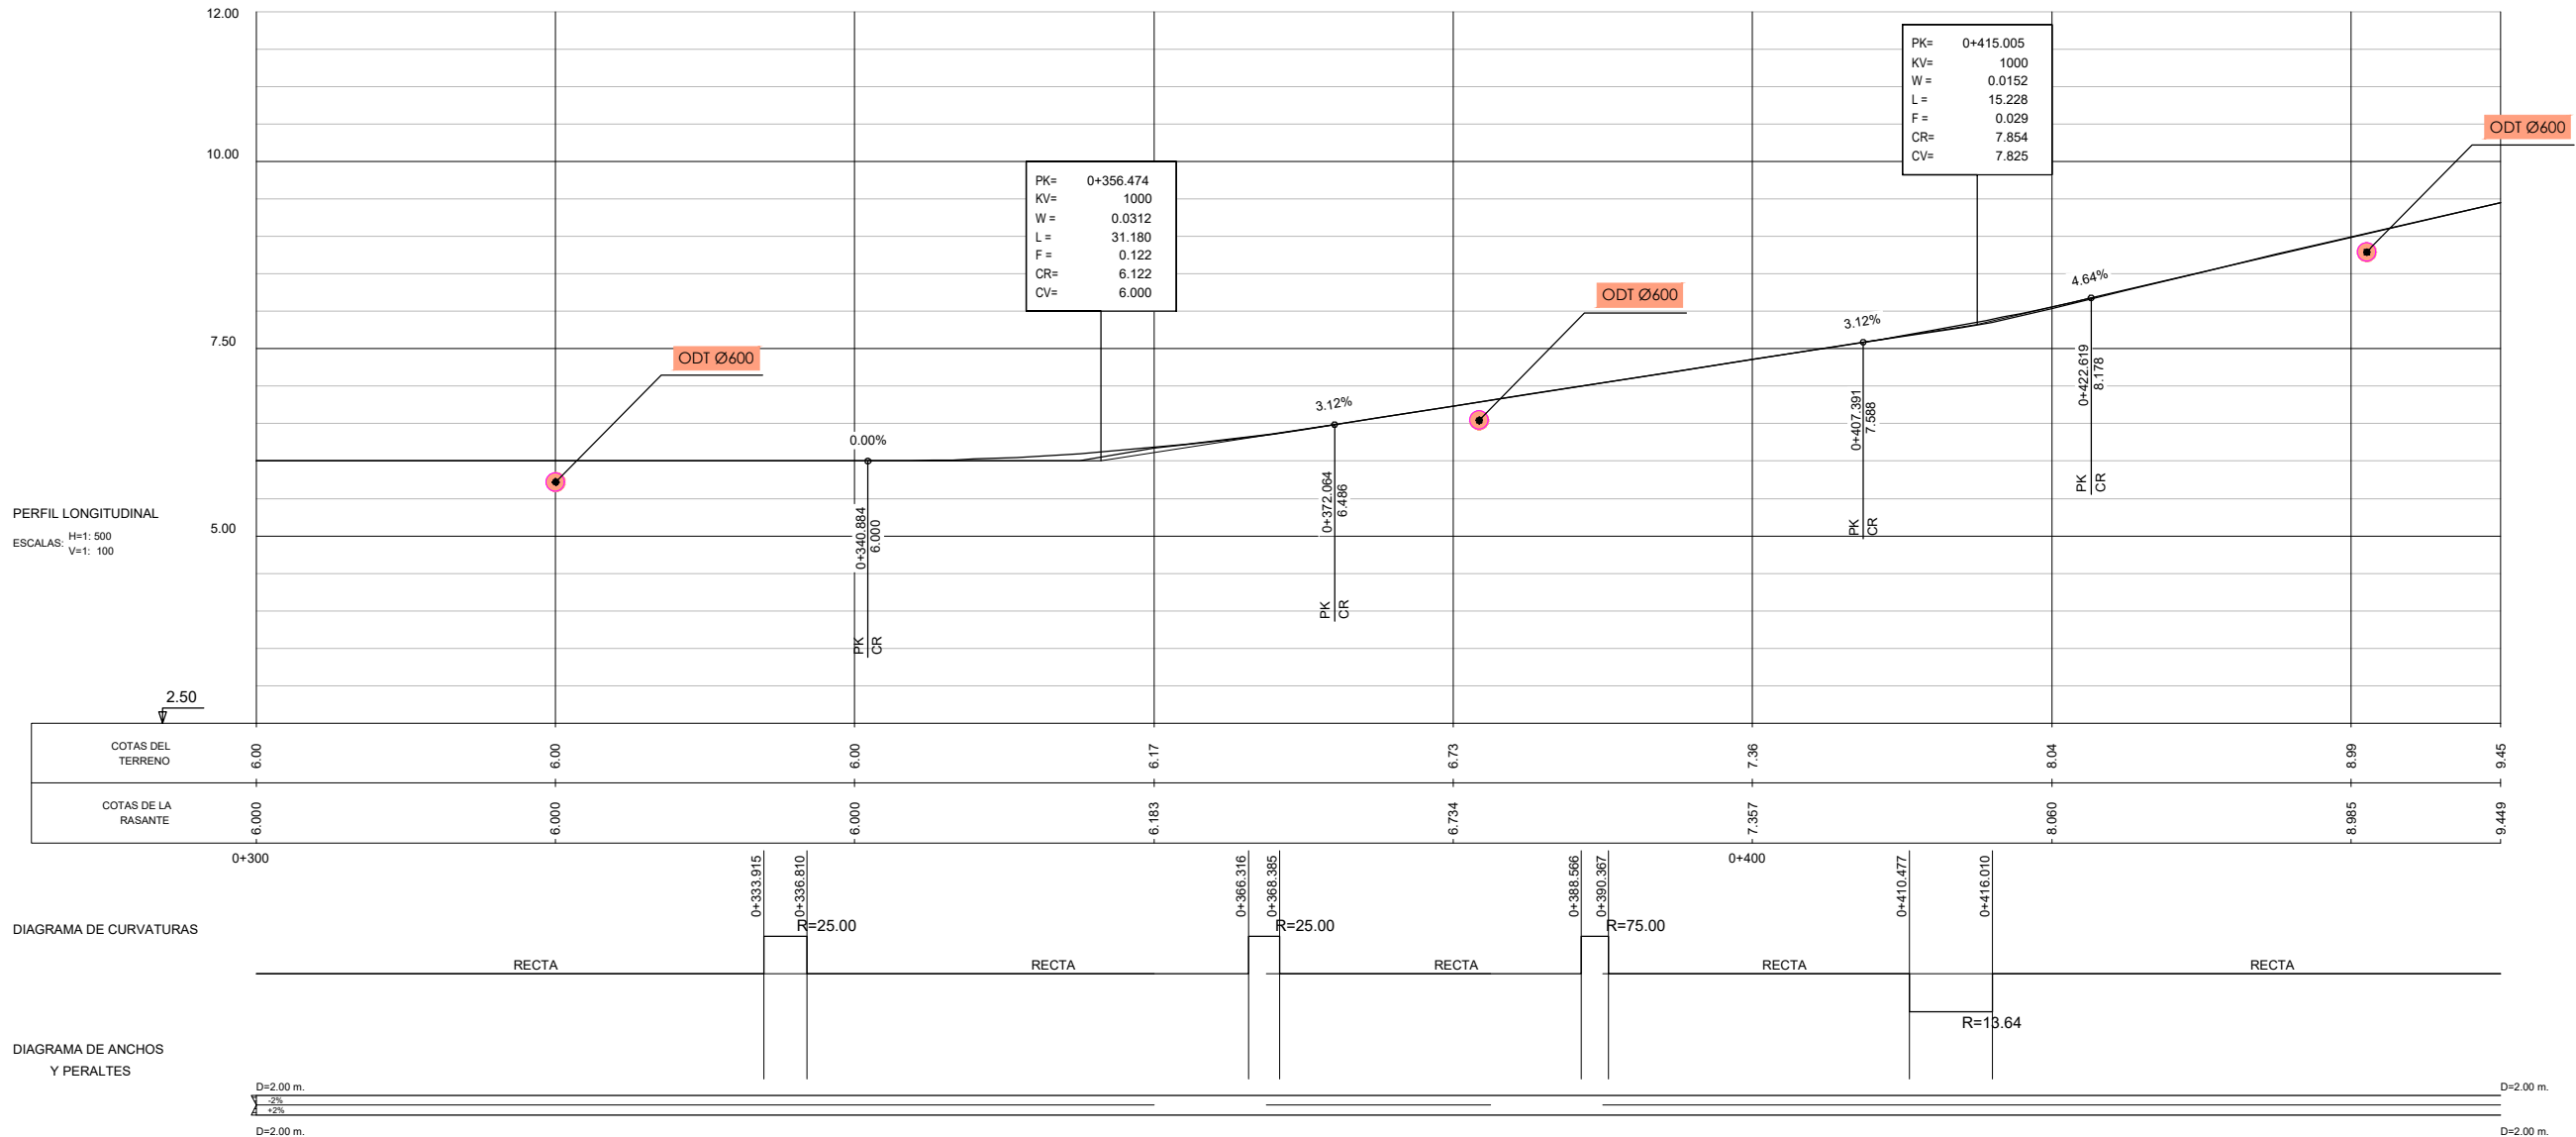 12.00
10.00
7.50
5.00
PERFIL LONGITUDINAL
ESCALAS: H=1: 500
V=1: 100
2.50
ODT Ø600
0.00%
PK 0+340.884
CR 6.000
PK= 0+356.474
KV= 1000
W = 0.0312
L = 31.180
F = 0.122
CR= 6.122
CV= 6.000
3.12%
PK 0+372.064
CR 6.486
ODT Ø600
3.12%
PK 0+407.391
CR 7.588
PK= 0+415.005
KV= 1000
W = 0.0152
L = 15.228
F = 0.029
CR= 7.854
CV= 7.825
4.64%
PK 0+422.619
CR 8.178
ODT Ø600
COTAS DEL
TERRENO
6.00 6.00 6.00 6.17 6.73 7.36 8.04 8.99 9.45
COTAS DE LA
RASANTE
6.000 6.000 6.000 6.183 6.734 7.357 8.060 8.985 9.449
0+300 0+400
0+333.915 0+336.810 0+366.316 0+368.385 0+388.566 0+390.367 0+410.477 0+416.010
DIAGRAMA DE CURVATURAS
R=25.00 R=25.00 R=75.00
RECTA RECTA RECTA RECTA RECTA
R=13.64
DIAGRAMA DE ANCHOS
Y PERALTES
D=2.00 m. D=2.00 m.
-2%
+2%
D=2.00 m. D=2.00 m.